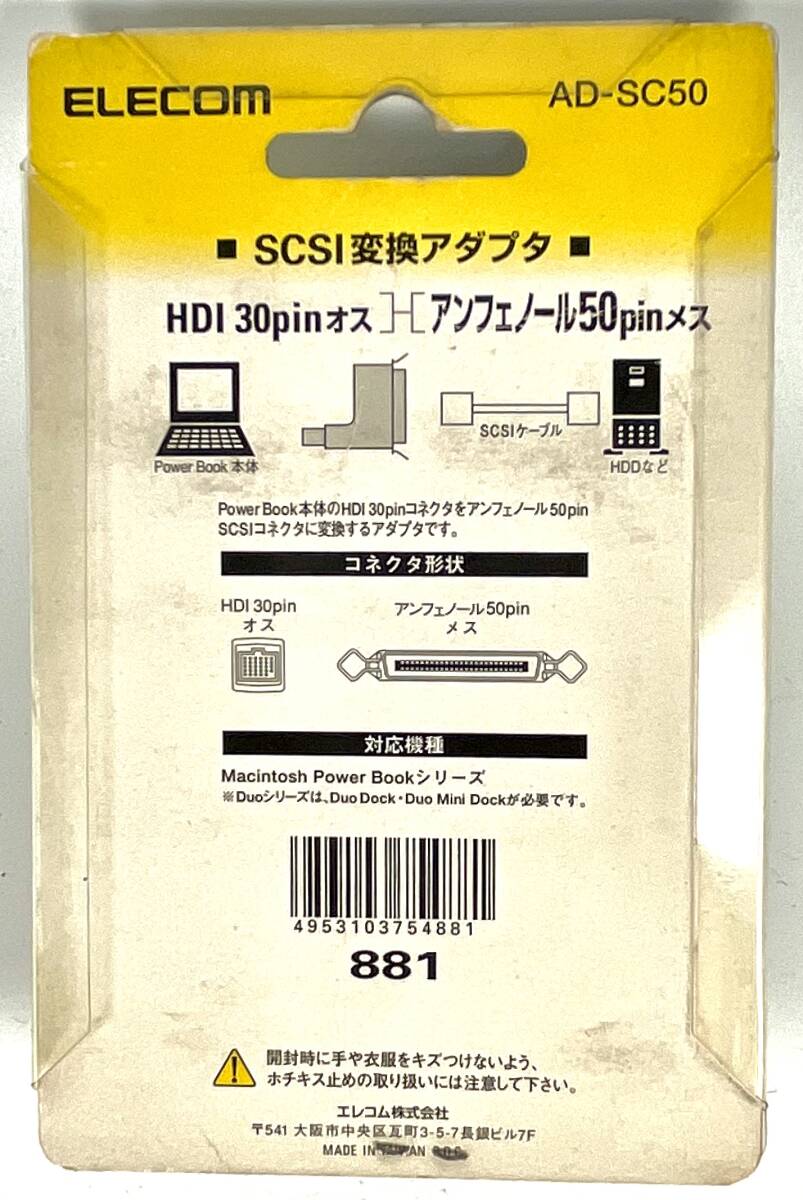 ELECOM
AD-SC50
■ SCSI変換アダプタ ■
HDI 30pinオス アンフェノール50pinメス
Power Book 本体
SCSIケーブル
HDDなど
Power Book本体のHDI 30pinコネクタをアンフェノール50pin
SCSIコネクタに変換するアダプタです。
コネクタ形状
HDI 30pin
オス
アンフェノール50pin
メス
対応機種
Macintosh Power Bookシリーズ
※Duoシリーズは、Duo Dock・Duo Mini Dockが必要です。
4953103754881
881
開封時に手や衣服をキズつけないよう、
ホチキス止めの取り扱いには注意して下さい。
エレコム株式会社
〒541 大阪市中央区瓦町3-5-7長銀ビル7F
MADE IN TAIWAN R.O.C.